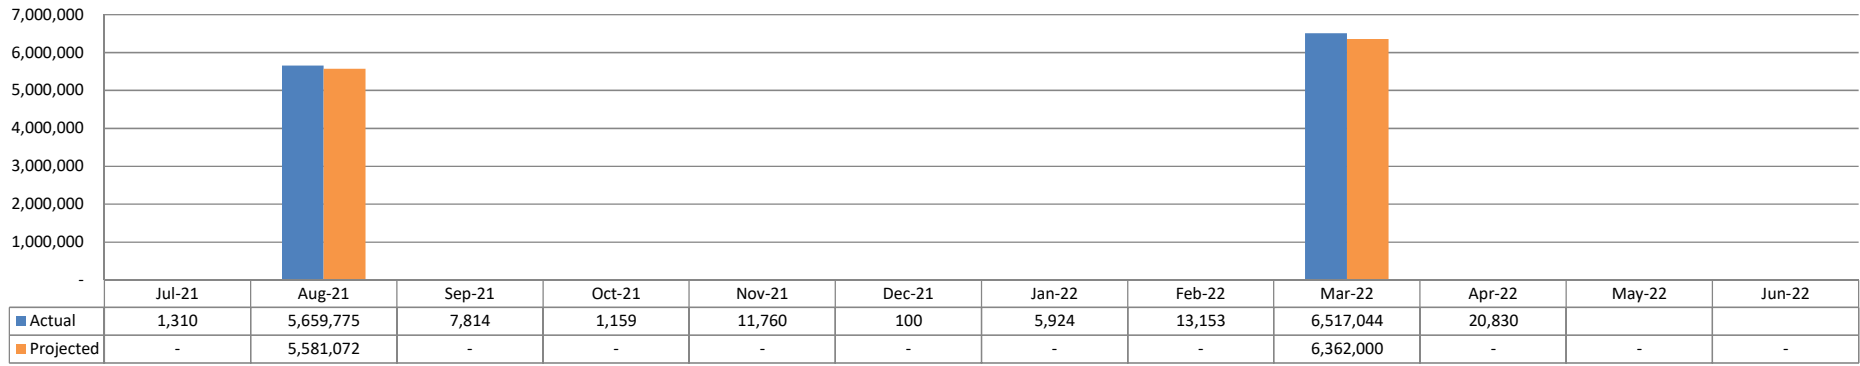 7,000,000
6,000,000
5,000,000
4,000,000
3,000,000
2,000,000
1,000,000
-
Jul-21 Aug-21 Sep-21 Oct-21 Nov-21 Dec-21 Jan-22 Feb-22 Mar-22 Apr-22 May-22 Jun-22
Actual 1,310 5,659,775 7,814 1,159 11,760 100 5,924 13,153 6,517,044 20,830
Projected - 5,581,072 - - - - - - 6,362,000 - - -